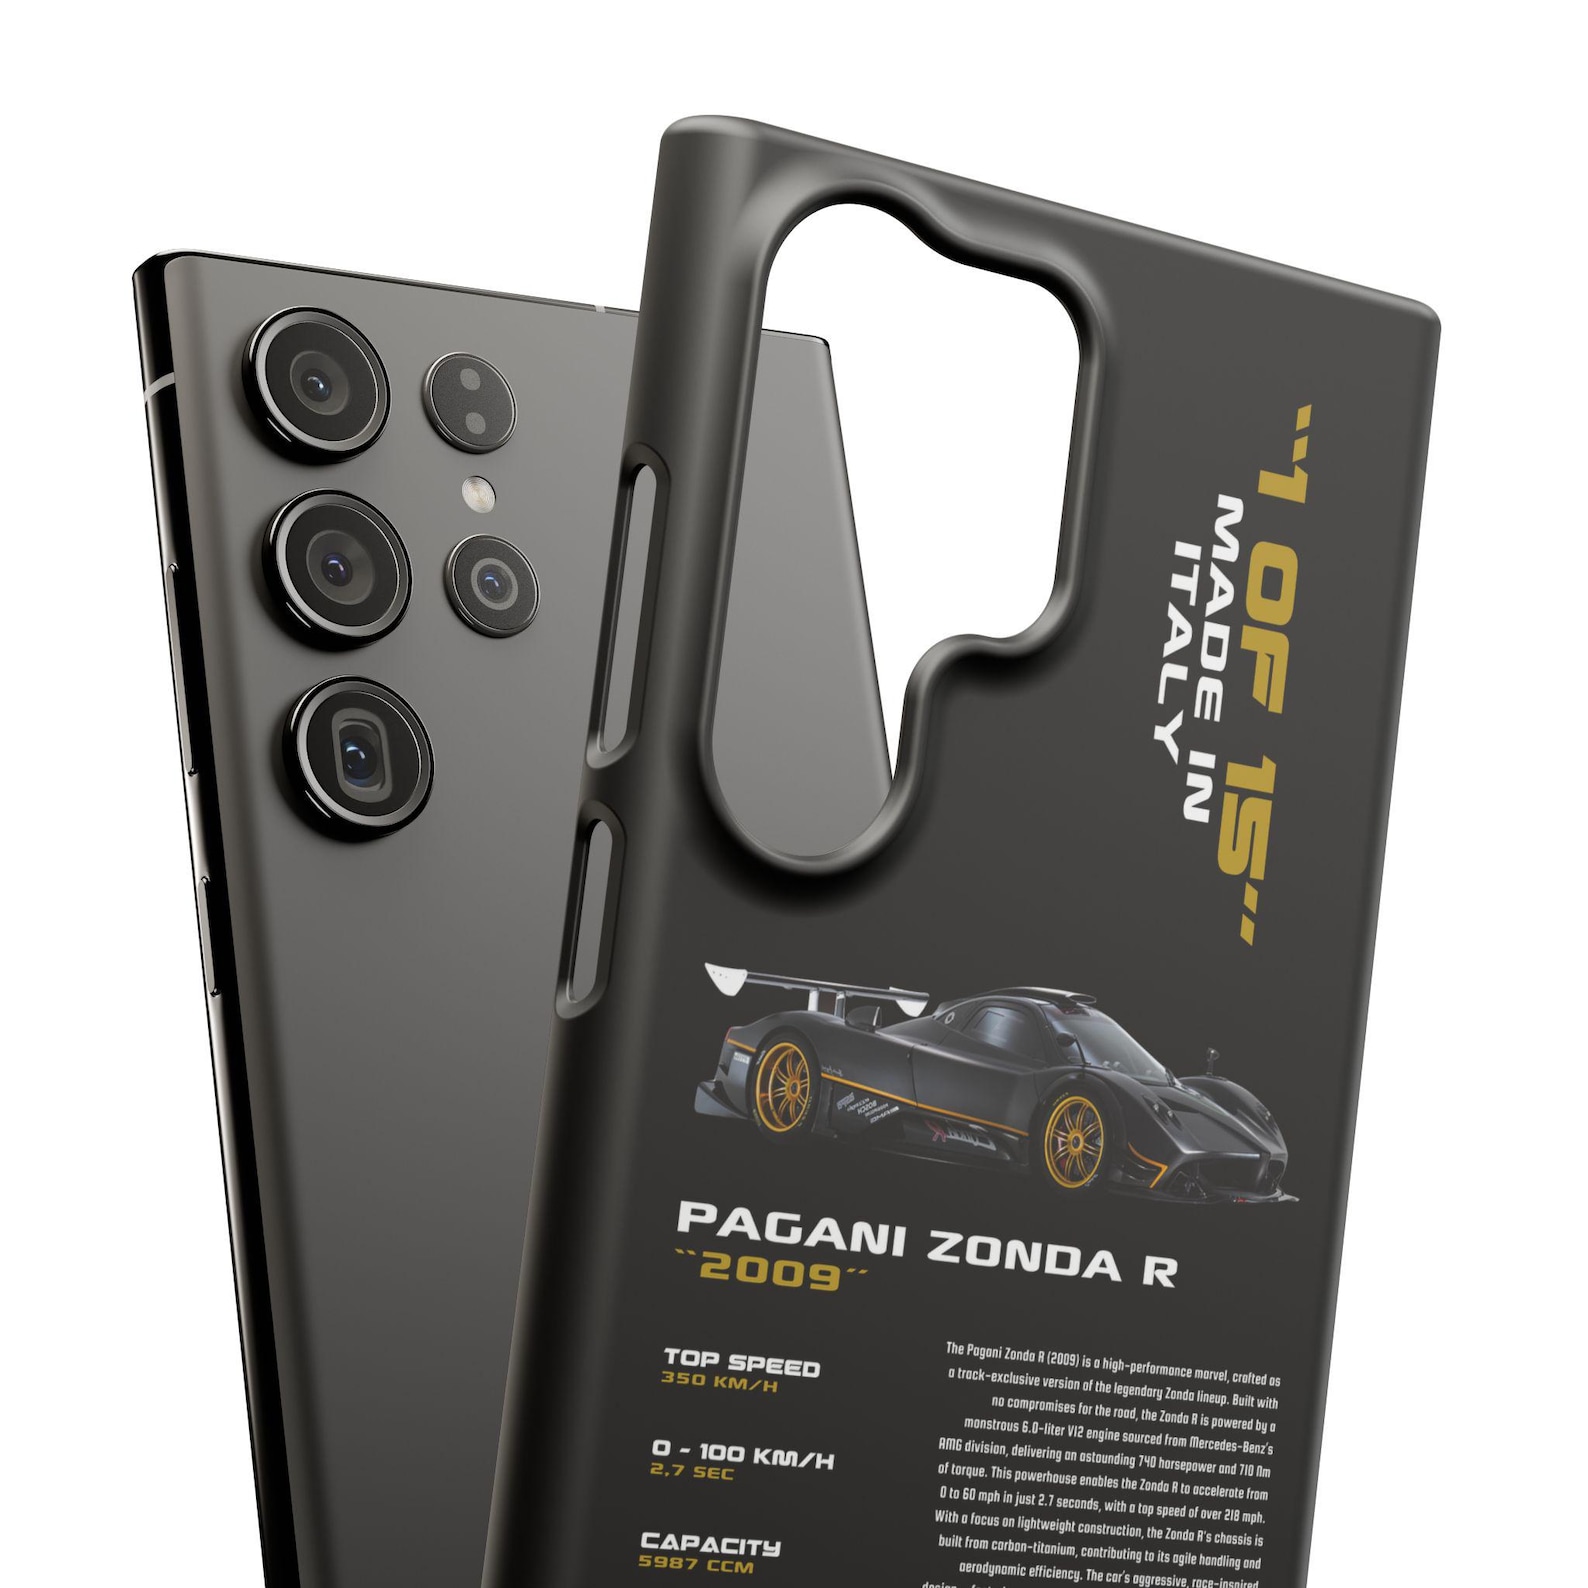 “1 OF 15”
MADE IN
ITALY
PAGANI ZONDA R
“2009”
TOP SPEED
350 KM/H
0 - 100 KM/H
2,7 SEC
CAPACITY
5987 CCM
The Pagani Zonda R (2009) is a high-performance marvel, crafted as
a track-exclusive version of the legendary Zonda lineup. Built with
no compromises for the road, the Zonda R is powered by a
monstrous 6.0-liter V12 engine sourced from Mercedes-Benz's
AMG division, delivering an astounding 740 horsepower and 710 Nm
of torque. This powerhouse enables the Zonda R to accelerate from
0 to 60 mph in just 2.7 seconds, with a top speed of over 218 mph.
With a focus on lightweight construction, the Zonda R's chassis is
built from carbon-titanium, contributing to its agile handling and
aerodynamic efficiency. The car's aggressive, race-inspired